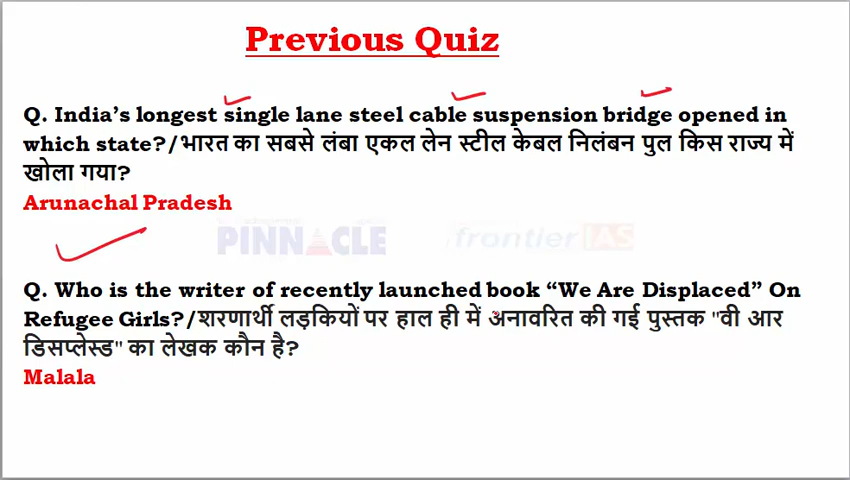 Previous Quiz
Q. India's longest single lane steel cable suspension bridge opened in
which state?/भारत का सबसे लंबा एकल लेन स्टील केबल निलंबन पुल किस राज्य में
खोला गया?
Arunachal Pradesh
PINNACLE frontierIAS
Q. Who is the writer of recently launched book “We Are Displaced” On
Refugee Girls?/शरणार्थी लड़कियों पर हाल ही में अनावरित की गई पुस्तक "वी आर
डिसप्लेस्ड" का लेखक कौन है?
Malala